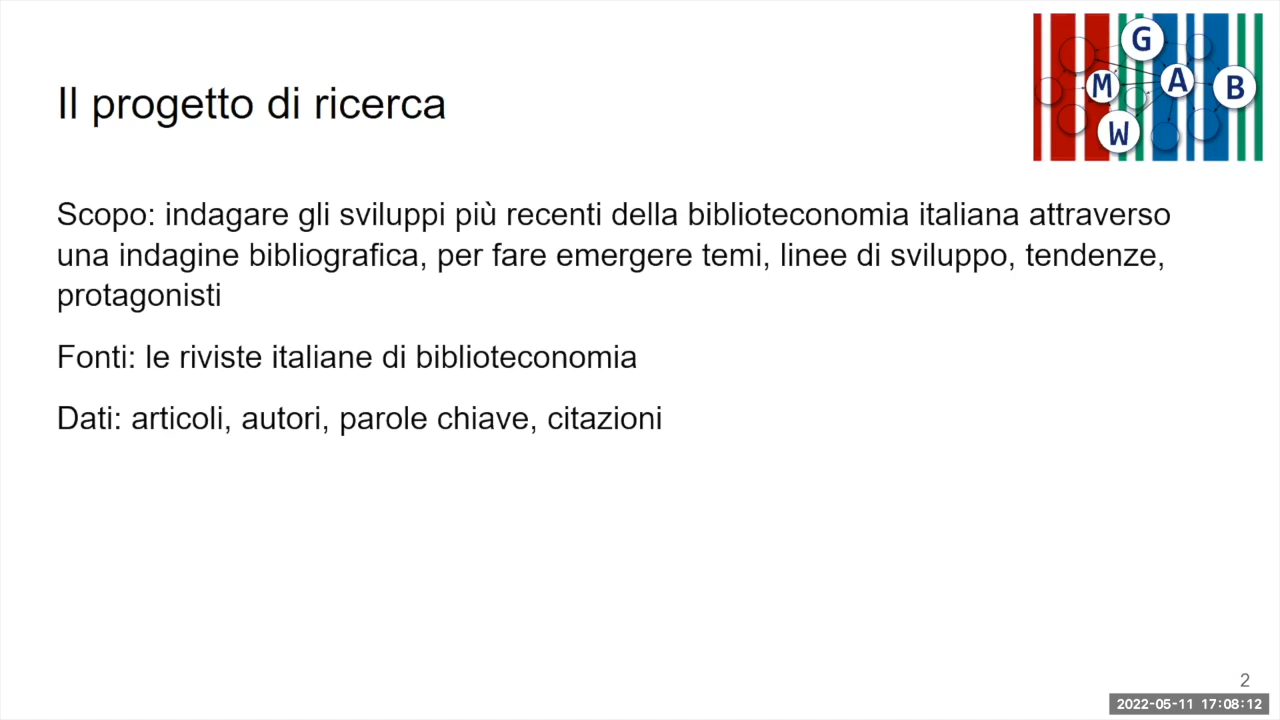 G
M A B
W
Il progetto di ricerca
Scopo: indagare gli sviluppi più recenti della biblioteconomia italiana attraverso
una indagine bibliografica, per fare emergere temi, linee di sviluppo, tendenze,
protagonisti
Fonti: le riviste italiane di biblioteconomia
Dati: articoli, autori, parole chiave, citazioni
2
2022-05-11 17:08:12